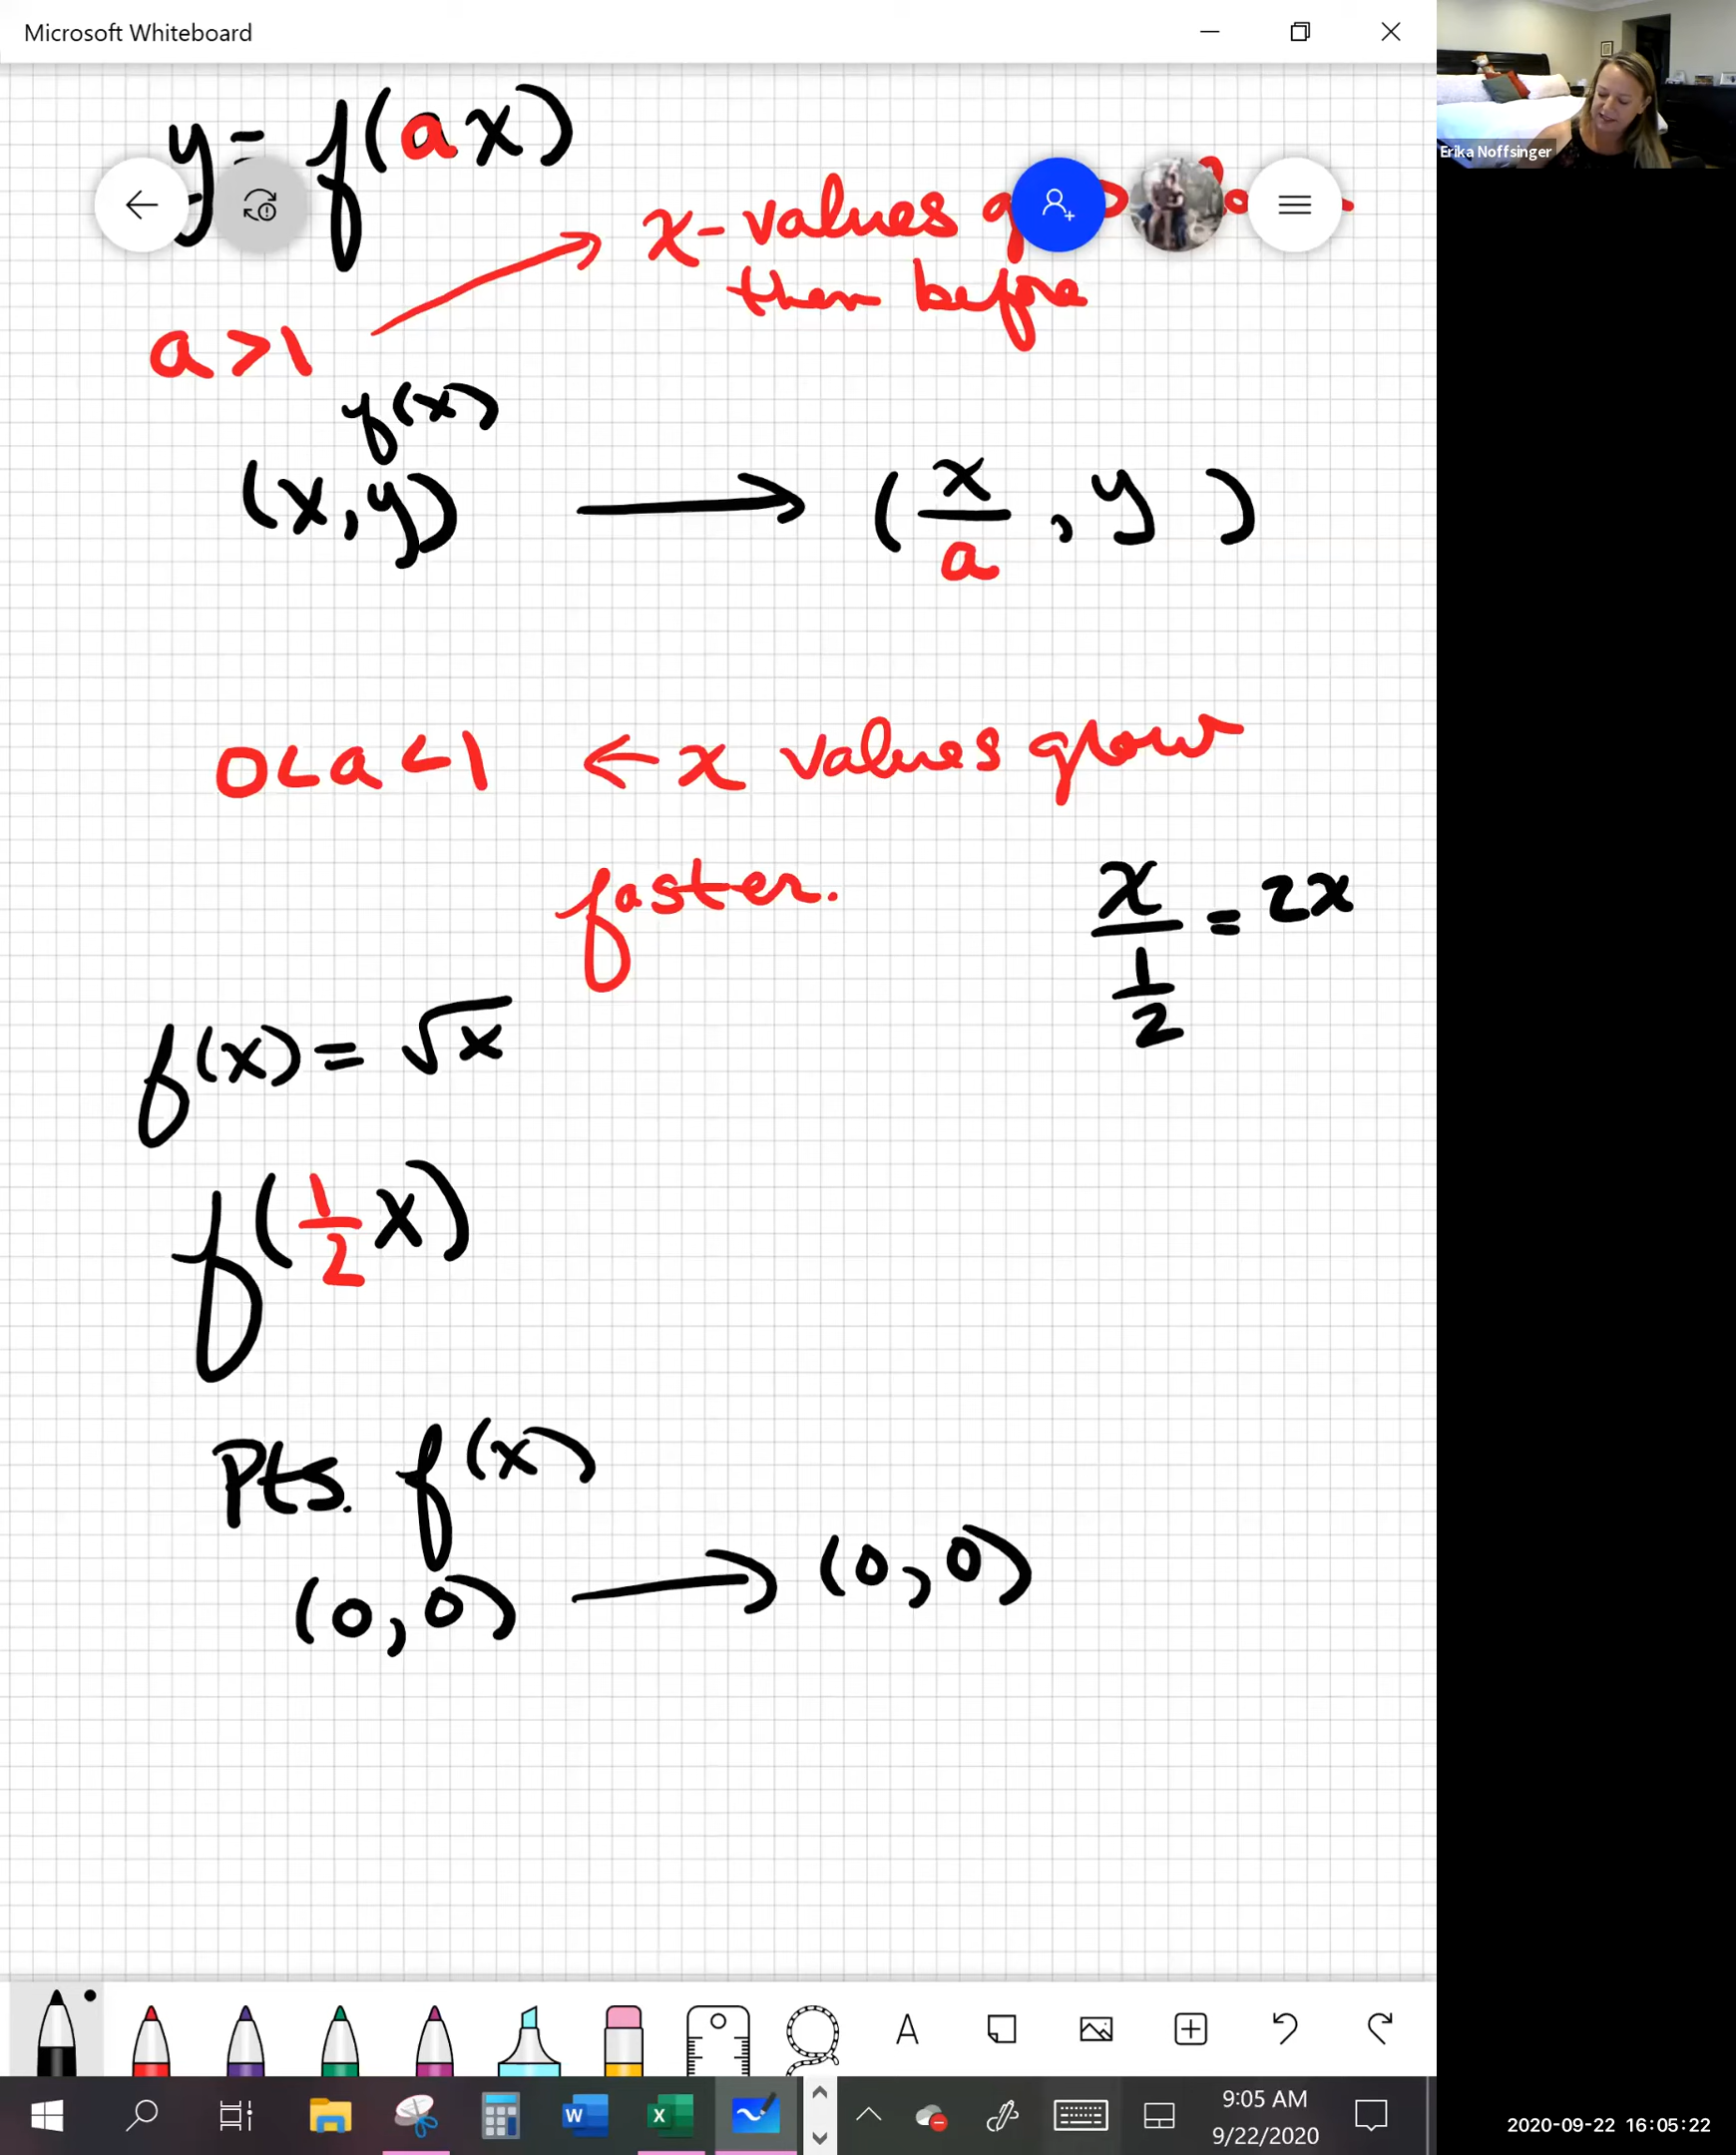 Microsoft Whiteboard
Erika Noffsinger
y = f(ax)
x-values
then before
a>1
f(x)
(x,y) → (x/a, y)
0<a<1 ← x values grow
faster.
x/(1/2) = 2x
f(x) = √x
f(1/2 x)
Pts. f(x)
(0,0) → (0,0)
A
W
X
9:05 AM
9/22/2020
2020-09-22 16:05:22